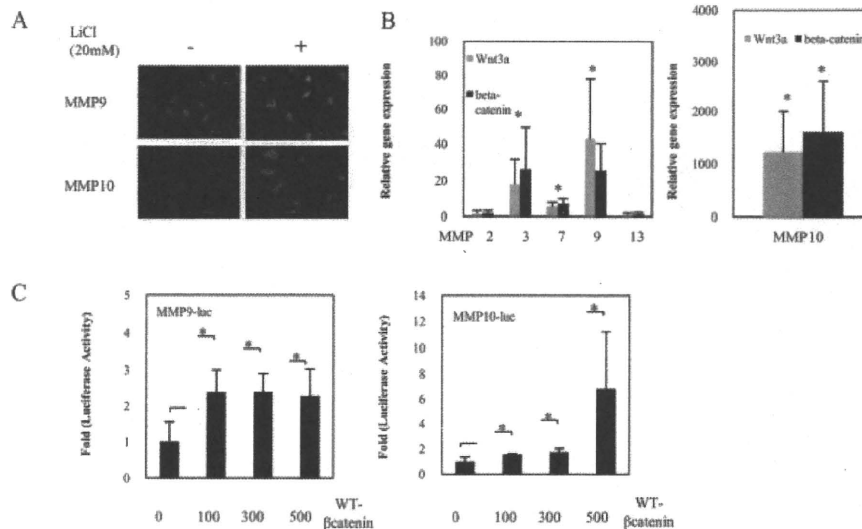 A
LiCl
(20mM)
-
+
MMP9
MMP10
B
Relative gene expression
100
80
60
40
20
0
Wnt3a
beta-
catenin
*
*
*
MMP 2 3 7 9 13
Relative gene expression
4000
3000
2000
1000
0
Wnt3a beta-catenin
*
*
MMP10
C
Fold (Luciferase Activity)
5
4
3
2
1
0
MMP9-luc
*
*
*
0 100 300 500 WT-
βcatenin
Fold (Luciferase Activity)
14
12
10
8
6
4
2
0
MMP10-luc
*
*
*
0 100 300 500 WT-
βcatenin